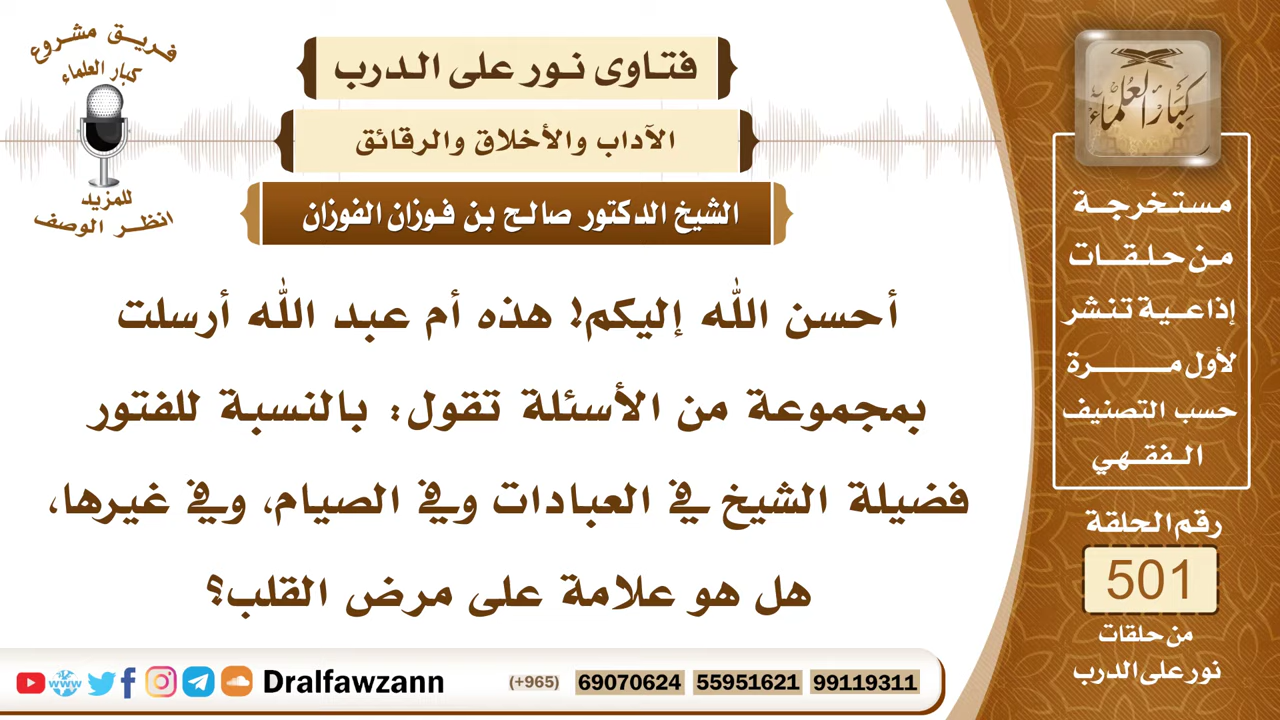 فريق مشروع
كبار العلماء
للمزيد
انظر الوصف
فتاوى نور على الدرب
الآداب والأخلاق والرقائق
الشيخ الدكتور صالح بن فوزان الفوزان
أحسن الله إليكم! هذه أم عبد الله أرسلت
بمجموعة من الأسئلة تقول: بالنسبة للفتور
فضيلة الشيخ في العبادات وفي الصيام، وفي غيرها،
هل هو علامة على مرض القلب؟
كبار العلماء
مستخرجة
من حلقات
إذاعية تنشر
لأول مرة
حسب التصنيف
الفقهي
رقم الحلقة
501
من حلقات
نور على الدرب
www Dralfawzann (+965) 69070624 55951621 99119311